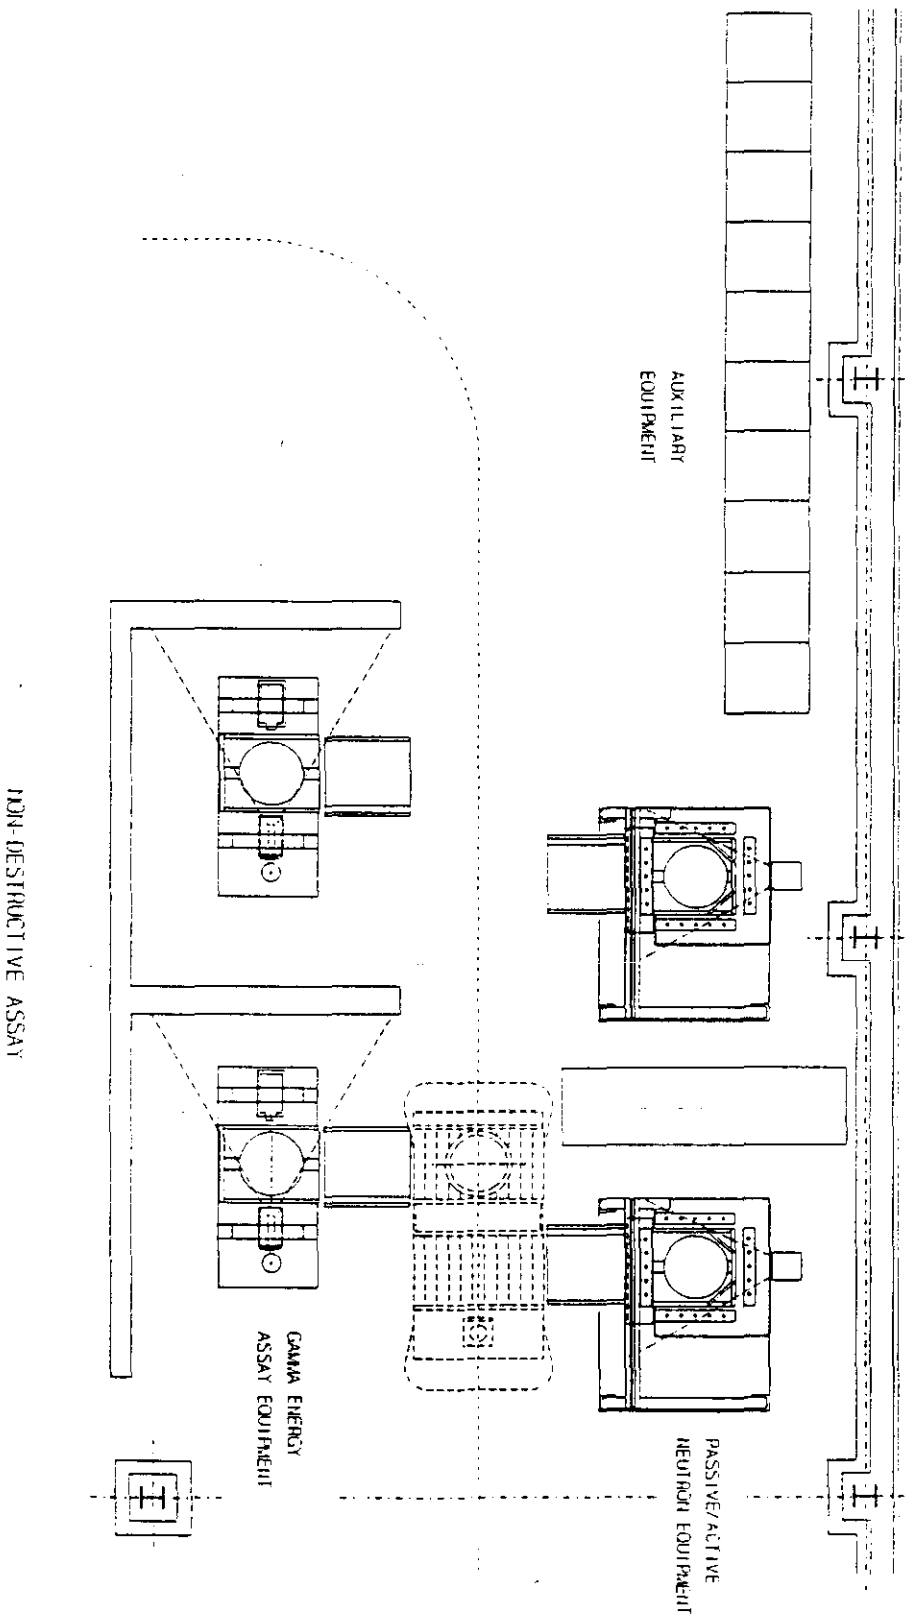 AUXILIARY
EQUIPMENT
PASSIVE/ACTIVE
NEUTRON EQUIPMENT
GAMMA ENERGY
ASSAY EQUIPMENT
NON-DESTRUCTIVE ASSAY